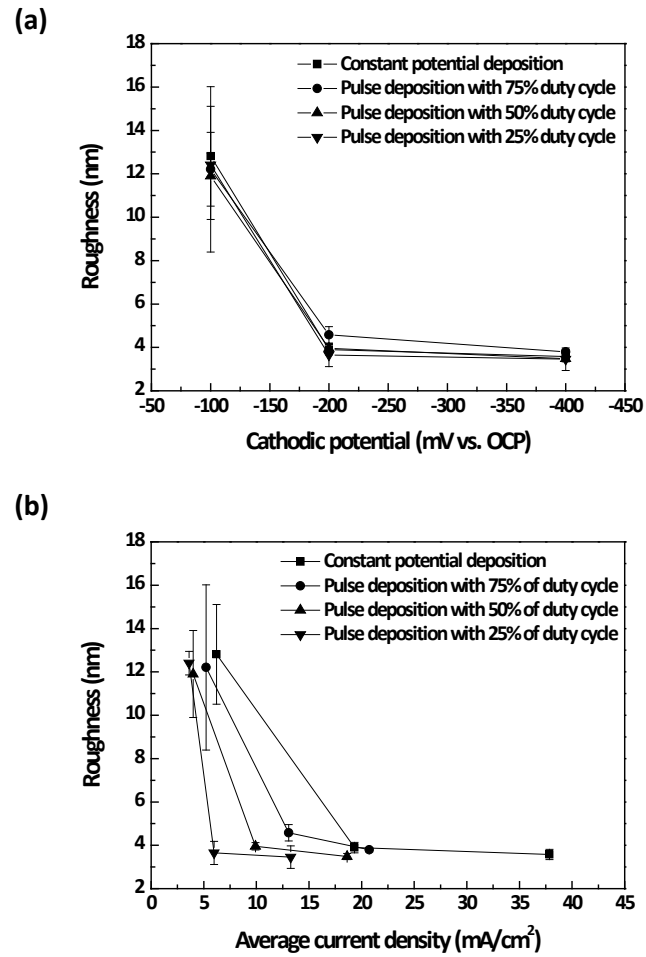 (a)
18
16
14
12
10
8
6
4
2
Roughness (nm)
Constant potential deposition
Pulse deposition with 75% duty cycle
Pulse deposition with 50% duty cycle
Pulse deposition with 25% duty cycle
-50 -100 -150 -200 -250 -300 -350 -400 -450
Cathodic potential (mV vs. OCP)
(b)
18
16
14
12
10
8
6
4
2
Roughness (nm)
Constant potential deposition
Pulse deposition with 75% of duty cycle
Pulse deposition with 50% of duty cycle
Pulse deposition with 25% of duty cycle
0 5 10 15 20 25 30 35 40 45
Average current density (mA/cm²)